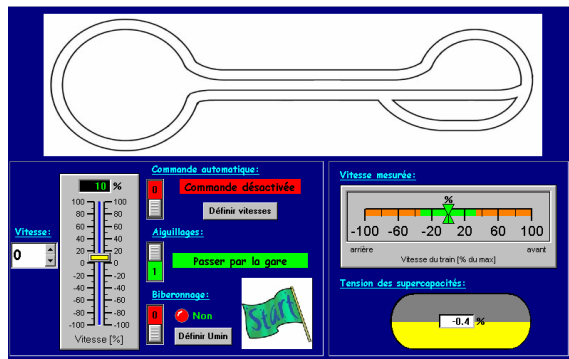 Commande automatique:
0
Commande désactivée
Définir vitesses
10 %
100 100
80 80
60 60
40 40
20 20
0 0
-20 -20
-40 -40
-60 -60
-80 -80
-100 -100
Vitesse [%]
Vitesse:
0
Aiguillages:
1
Passer par la gare
Biberonnage:
0
Non
Définir Umin
Start
Vitesse mesurée:
%
-100 -60 -20 20 60 100
arrière avant
Vitesse du train [% du max]
Tension des supercapacités:
-0.4 %